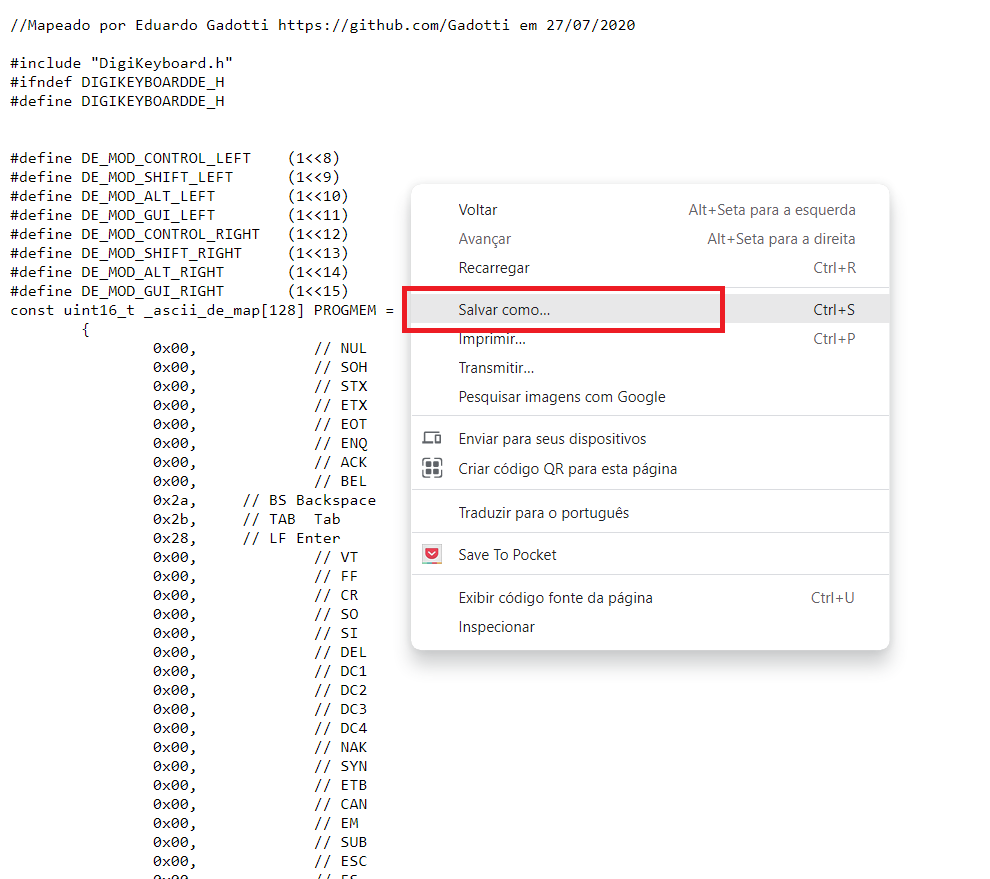 //Mapeado por Eduardo Gadotti https://github.com/Gadotti em 27/07/2020
#include "DigiKeyboard.h"
#ifndef DIGIKEYBOARDDE_H
#define DIGIKEYBOARDDE_H
#define DE_MOD_CONTROL_LEFT    (1<<8)
#define DE_MOD_SHIFT_LEFT      (1<<9)
#define DE_MOD_ALT_LEFT        (1<<10)
#define DE_MOD_GUI_LEFT        (1<<11)
#define DE_MOD_CONTROL_RIGHT   (1<<12)
#define DE_MOD_SHIFT_RIGHT     (1<<13)
#define DE_MOD_ALT_RIGHT       (1<<14)
#define DE_MOD_GUI_RIGHT       (1<<15)
const uint16_t _ascii_de_map[128] PROGMEM =
{
0x00,             // NUL
0x00,             // SOH
0x00,             // STX
0x00,             // ETX
0x00,             // EOT
0x00,             // ENQ
0x00,             // ACK
0x00,             // BEL
0x2a,     // BS Backspace
0x2b,     // TAB  Tab
0x28,     // LF Enter
0x00,             // VT
0x00,             // FF
0x00,             // CR
0x00,             // SO
0x00,             // SI
0x00,             // DEL
0x00,             // DC1
0x00,             // DC2
0x00,             // DC3
0x00,             // DC4
0x00,             // NAK
0x00,             // SYN
0x00,             // ETB
0x00,             // CAN
0x00,             // EM
0x00,             // SUB
0x00,             // ESC
Voltar Alt+Seta para a esquerda
Avançar Alt+Seta para a direita
Recarregar Ctrl+R
Salvar como... Ctrl+S
Imprimir... Ctrl+P
Transmitir...
Pesquisar imagens com Google
Enviar para seus dispositivos
Criar código QR para esta página
Traduzir para o português
Save To Pocket
Exibir código fonte da página Ctrl+U
Inspecionar